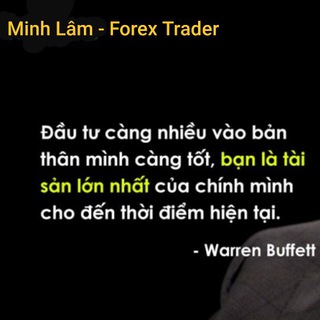 Minh Lâm - Forex Trader
Đầu tư càng nhiều vào bản
thân mình càng tốt, bạn là tài
sản lớn nhất của chính mình
cho đến thời điểm hiện tại.
- Warren Buffett